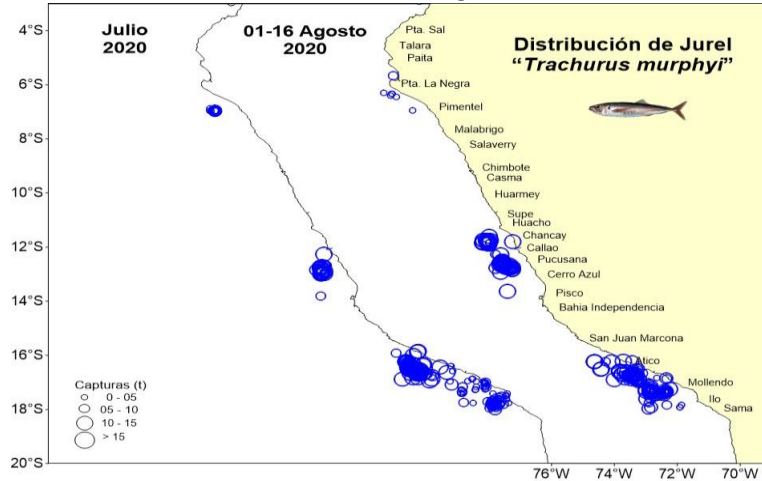 4°S
6°S
8°S
10°S
12°S
14°S
16°S
18°S
20°S
Julio
2020
01-16 Agosto
2020
Distribución de Jurel
“Trachurus murphyi”
Pta. Sal
Talara
Paita
Pta. La Negra
Pimentel
Malabrigo
Salaverry
Chimbote
Casma
Huarmey
Supe
Huacho
Chancay
Callao
Pucusana
Cerro Azul
Pisco
Bahia Independencia
San Juan Marcona
Atico
Mollendo
Ilo
Sama
Capturas (t)
0 - 05
05 - 10
10 - 15
> 15
76°W
74°W
72°W
70°W